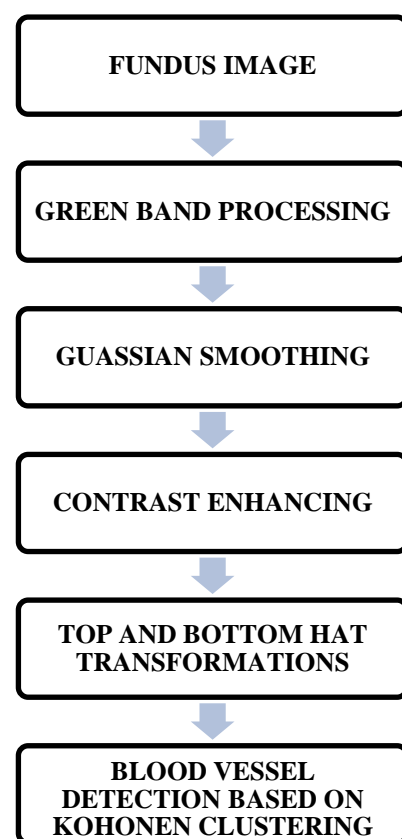 FUNDUS IMAGE
GREEN BAND PROCESSING
GUASSIAN SMOOTHING
CONTRAST ENHANCING
TOP AND BOTTOM HAT
TRANSFORMATIONS
BLOOD VESSEL
DETECTION BASED ON
KOHONEN CLUSTERING